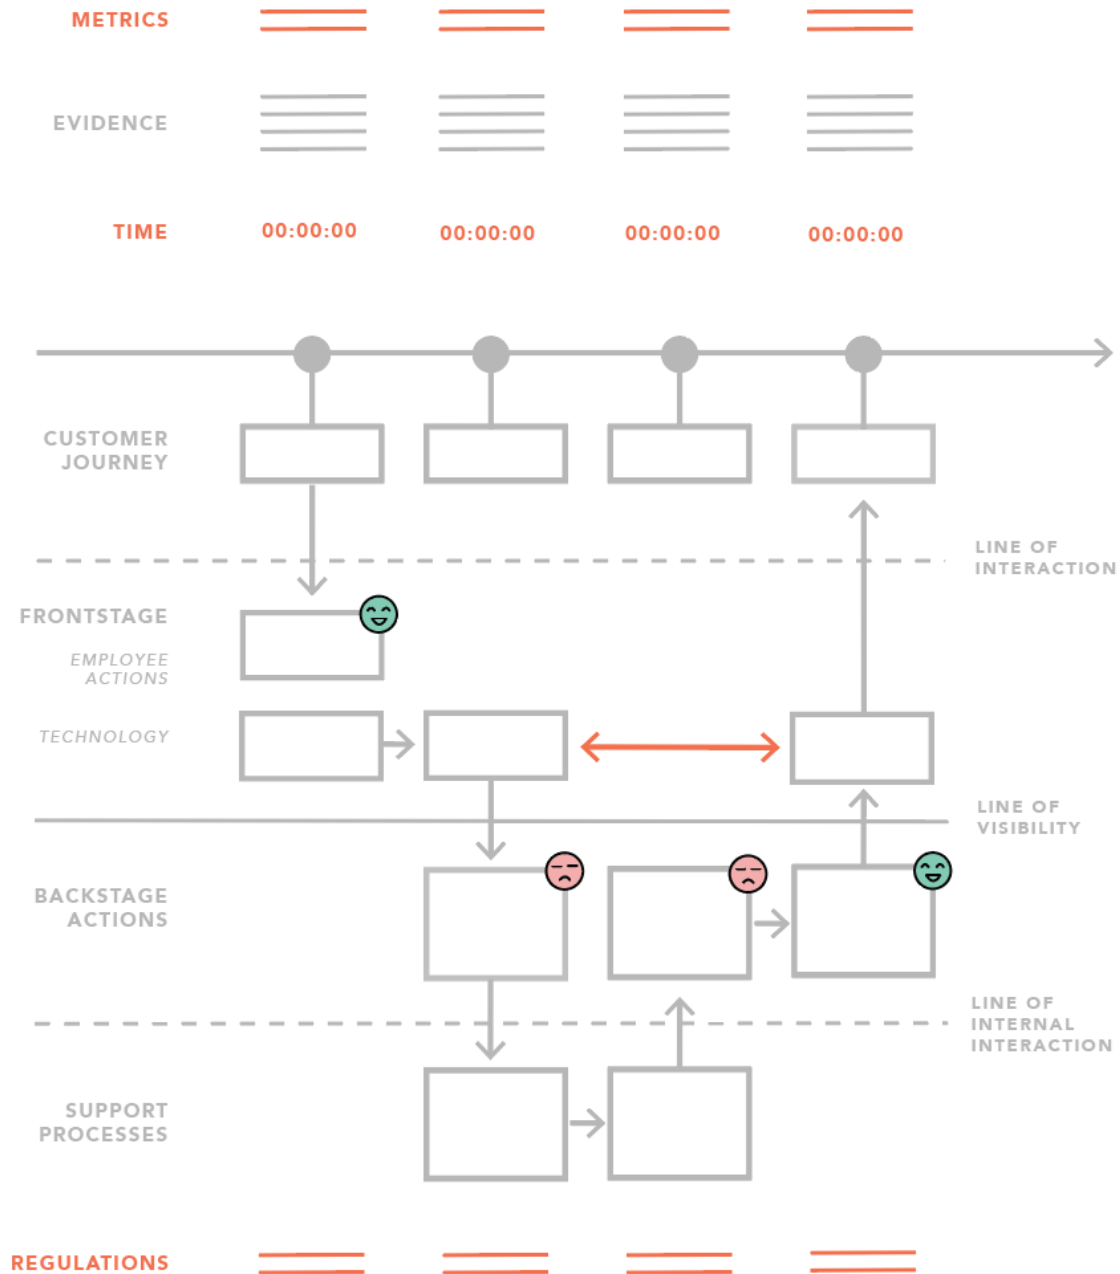 METRICS
EVIDENCE
TIME
00:00:00
00:00:00
00:00:00
00:00:00
CUSTOMER
JOURNEY
LINE OF
INTERACTION
FRONTSTAGE
EMPLOYEE
ACTIONS
TECHNOLOGY
LINE OF
VISIBILITY
BACKSTAGE
ACTIONS
LINE OF
INTERNAL
INTERACTION
SUPPORT
PROCESSES
REGULATIONS